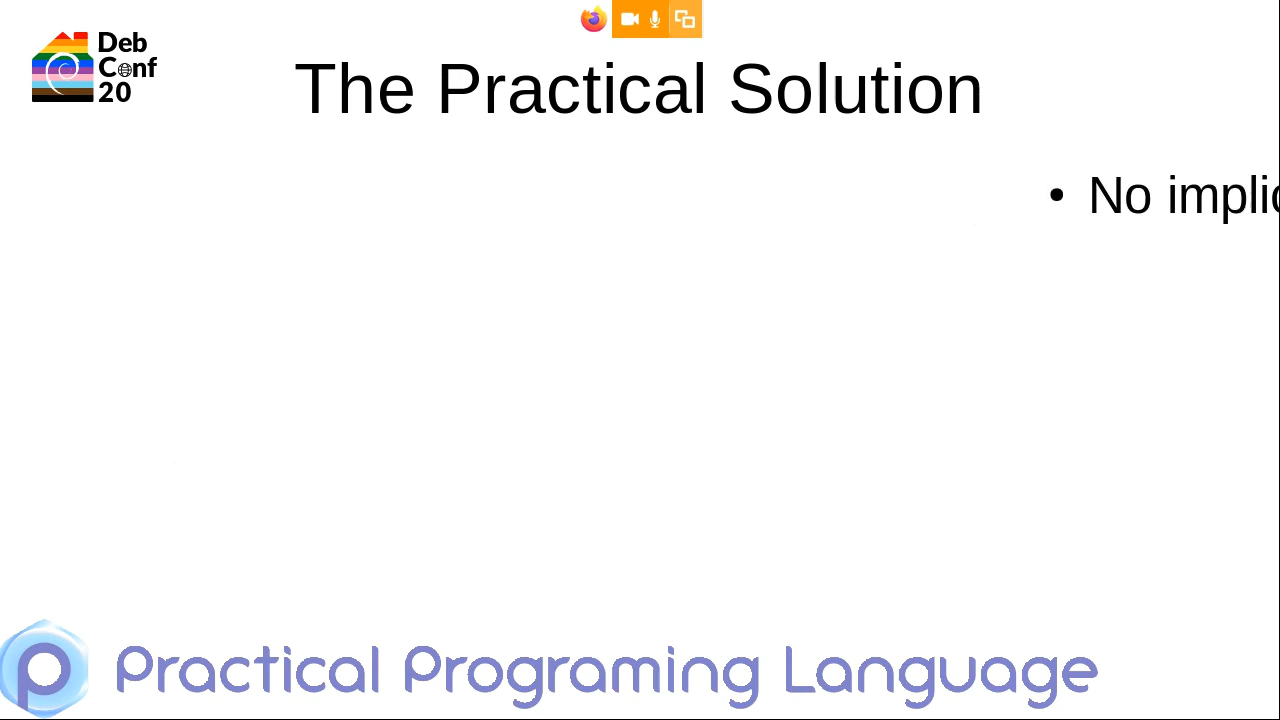 Deb
Conf
20
The Practical Solution
• No implic
Practical Programing Language